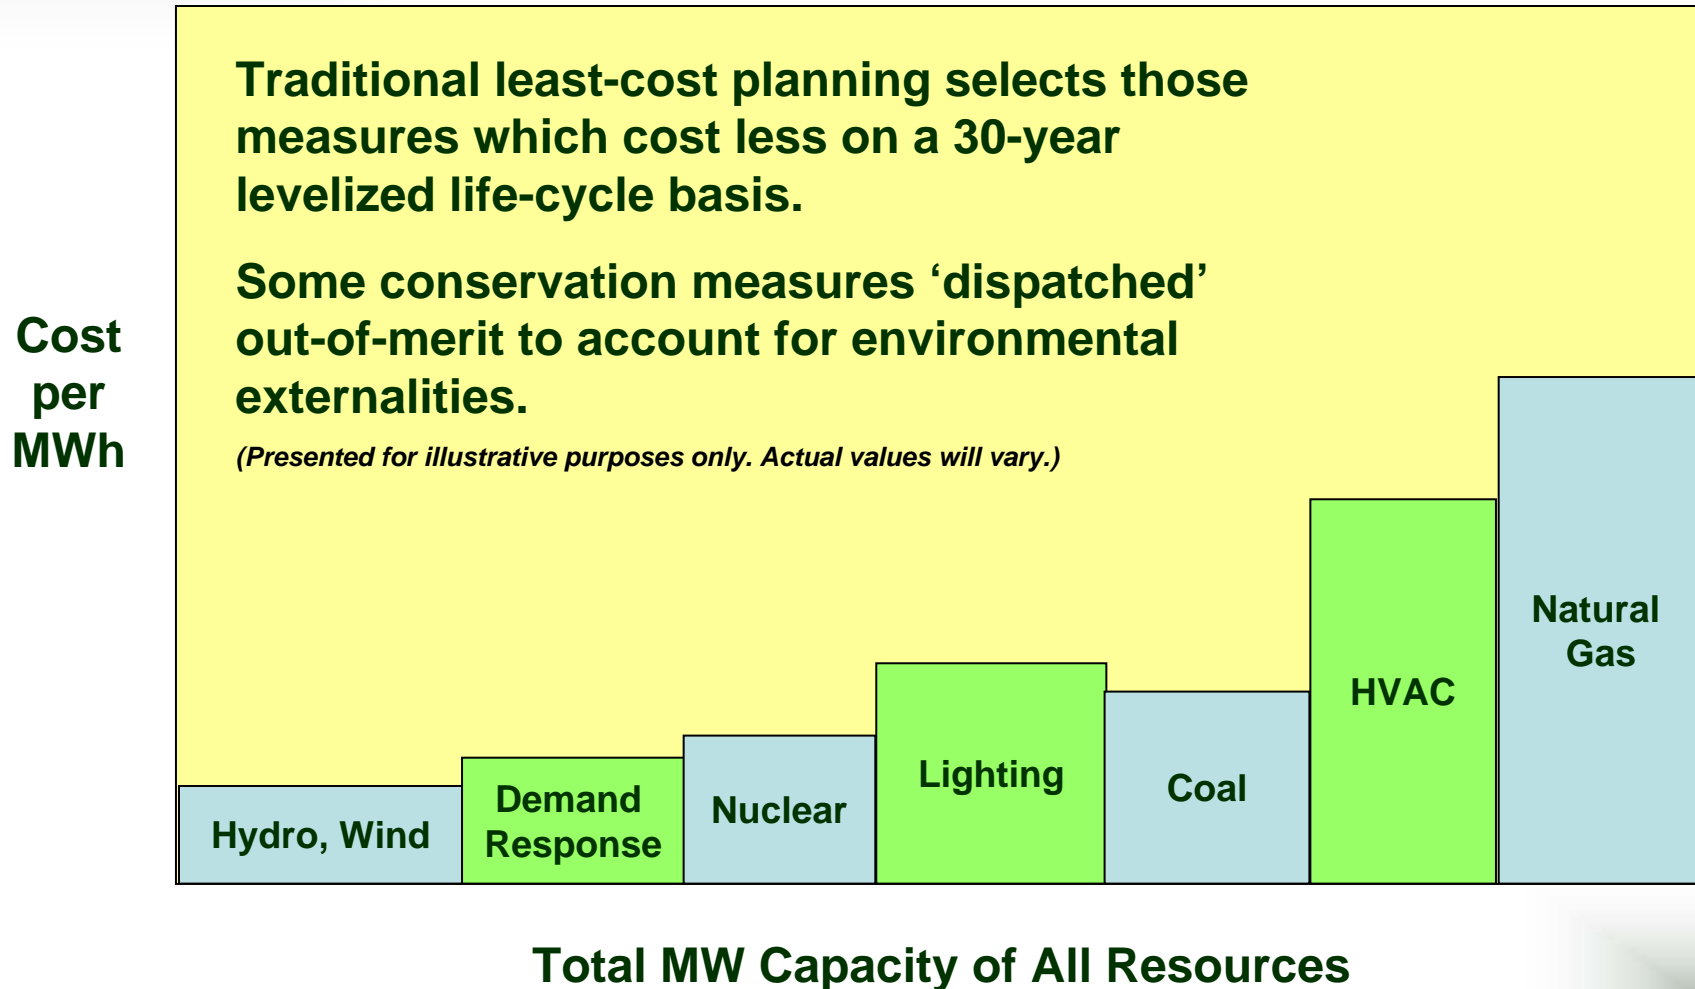 Traditional least-cost planning selects those
measures which cost less on a 30-year
levelized life-cycle basis.
Some conservation measures ‘dispatched’
out-of-merit to account for environmental
externalities.
(Presented for illustrative purposes only. Actual values will vary.)
Cost
per
MWh
Hydro, Wind
Demand
Response
Nuclear
Lighting
Coal
HVAC
Natural
Gas
Total MW Capacity of All Resources